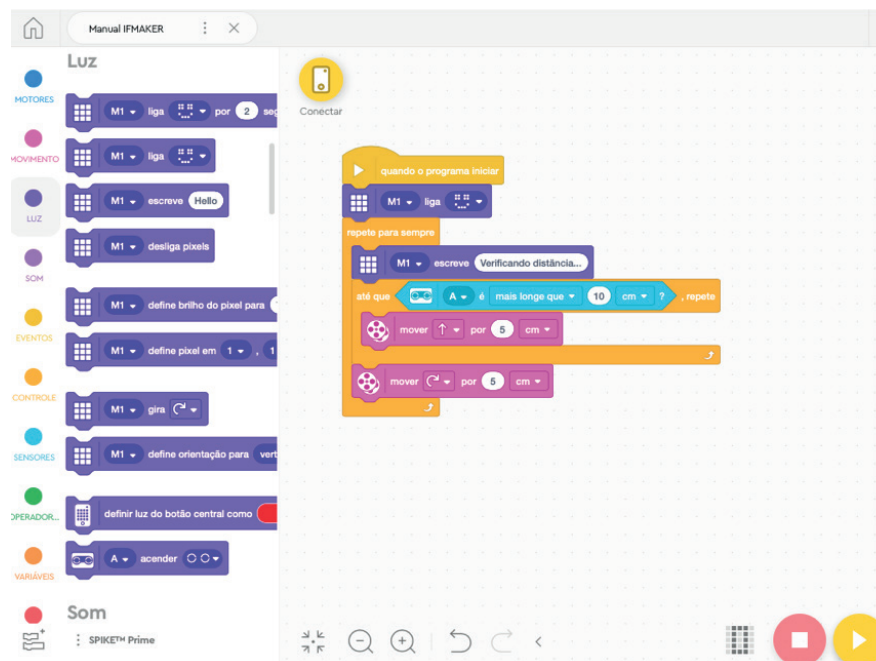 Manual IFMAKER
Luz
MOTORES
MOVIMENTO
LUZ
SOM
EVENTOS
CONTROLE
SENSORES
OPERADOR...
VARIÁVEIS
M1 liga por 2 seg
M1 liga
M1 escreve Hello
M1 desliga pixels
M1 define brilho do pixel para
M1 define pixel em 1 , 1
M1 gira
M1 define orientação para vert
definir luz do botão central como
A acender
Som
SPIKE™ Prime
Conectar
quando o programa iniciar
M1 liga
repete para sempre
M1 escreve Verificando distância...
até que A é mais longe que 10 cm ? , repete
mover por 5 cm
mover por 5 cm